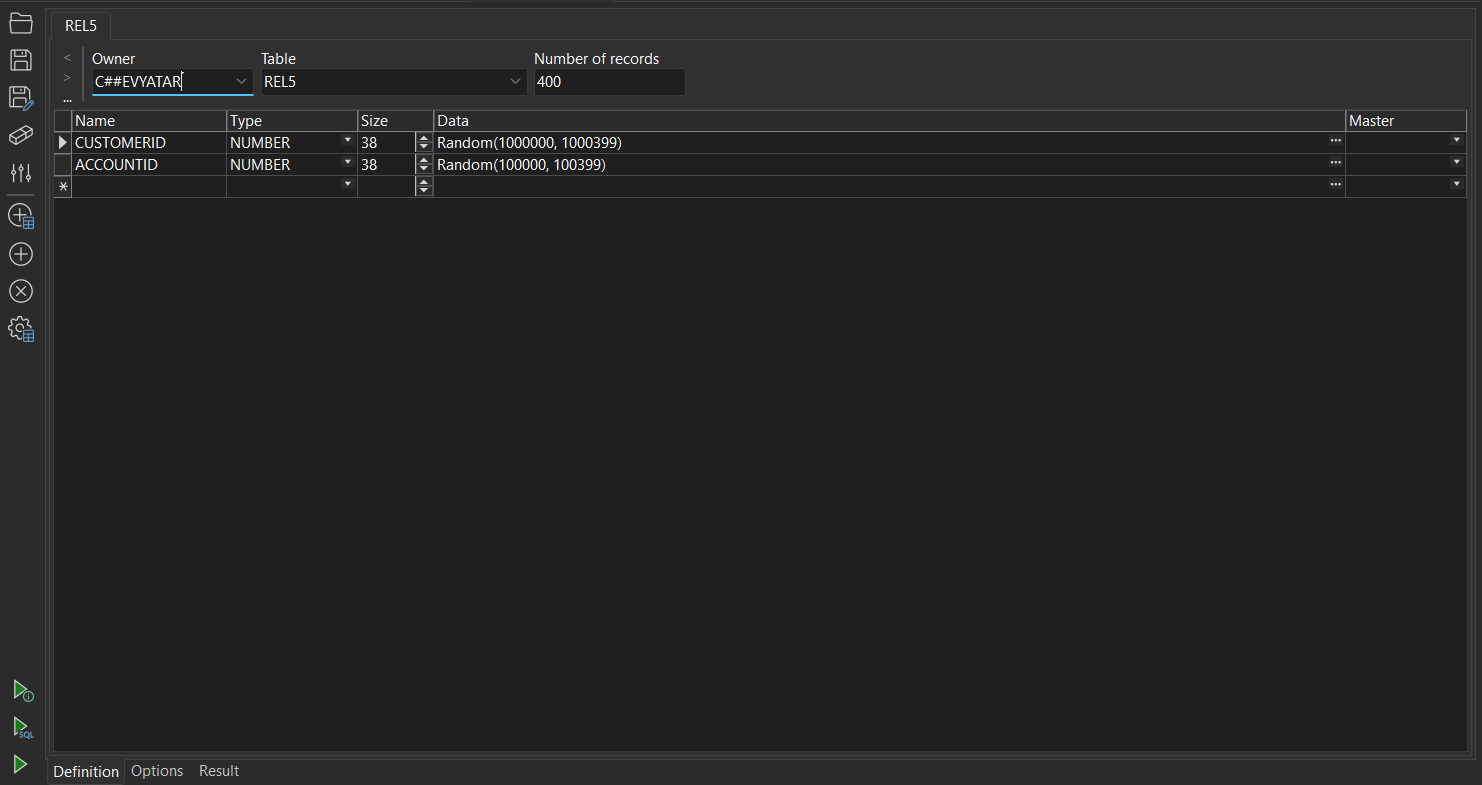 REL5
Owner Table Number of records
C##EVYATAR REL5 400
Name Type Size Data Master
CUSTOMERID NUMBER 38 Random(1000000, 1000399)
ACCOUNTID NUMBER 38 Random(100000, 100399)
SQL
Definition Options Result